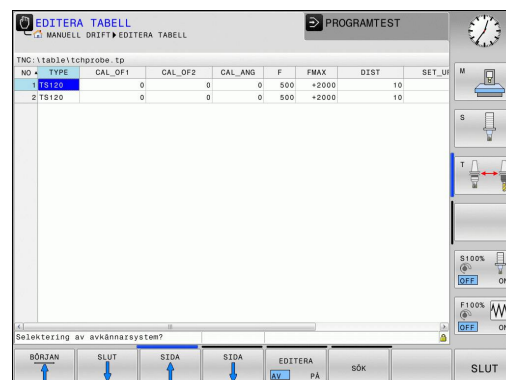 EDITERA TABELL
PROGRAMTEST
MANUELL DRIFT EDITERA TABELL
TNC:\table\tchprobe.tp
NO TYPE CAL_OF1 CAL_OF2 CAL_ANG F FMAX DIST SET_UP
1 TS120 0 0 0 500 +2000 10
2 TS120 0 0 0 500 +2000 10
Selektering av avkännarsystem?
BÖRJAN SLUT SIDA SIDA EDITERA SÖK SLUT
AV PÅ
M
S
T
S100%
OFF ON
F100%
OFF ON